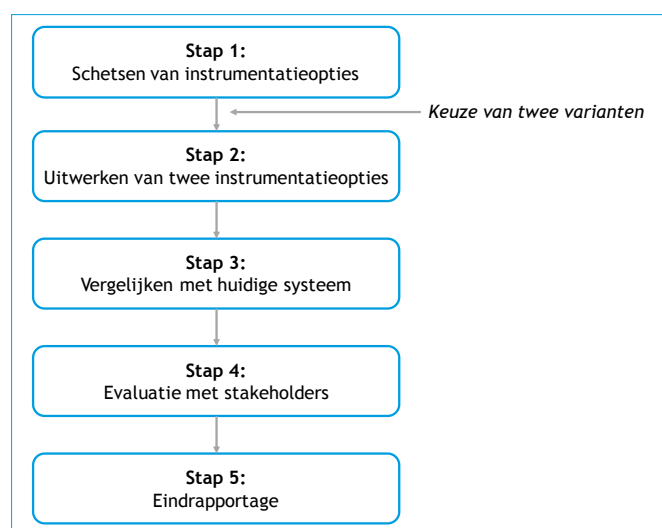 Stap 1:
Schetsen van instrumentatieopties
Keuze van twee varianten
Stap 2:
Uitwerken van twee instrumentatieopties
Stap 3:
Vergelijken met huidige systeem
Stap 4:
Evaluatie met stakeholders
Stap 5:
Eindrapportage